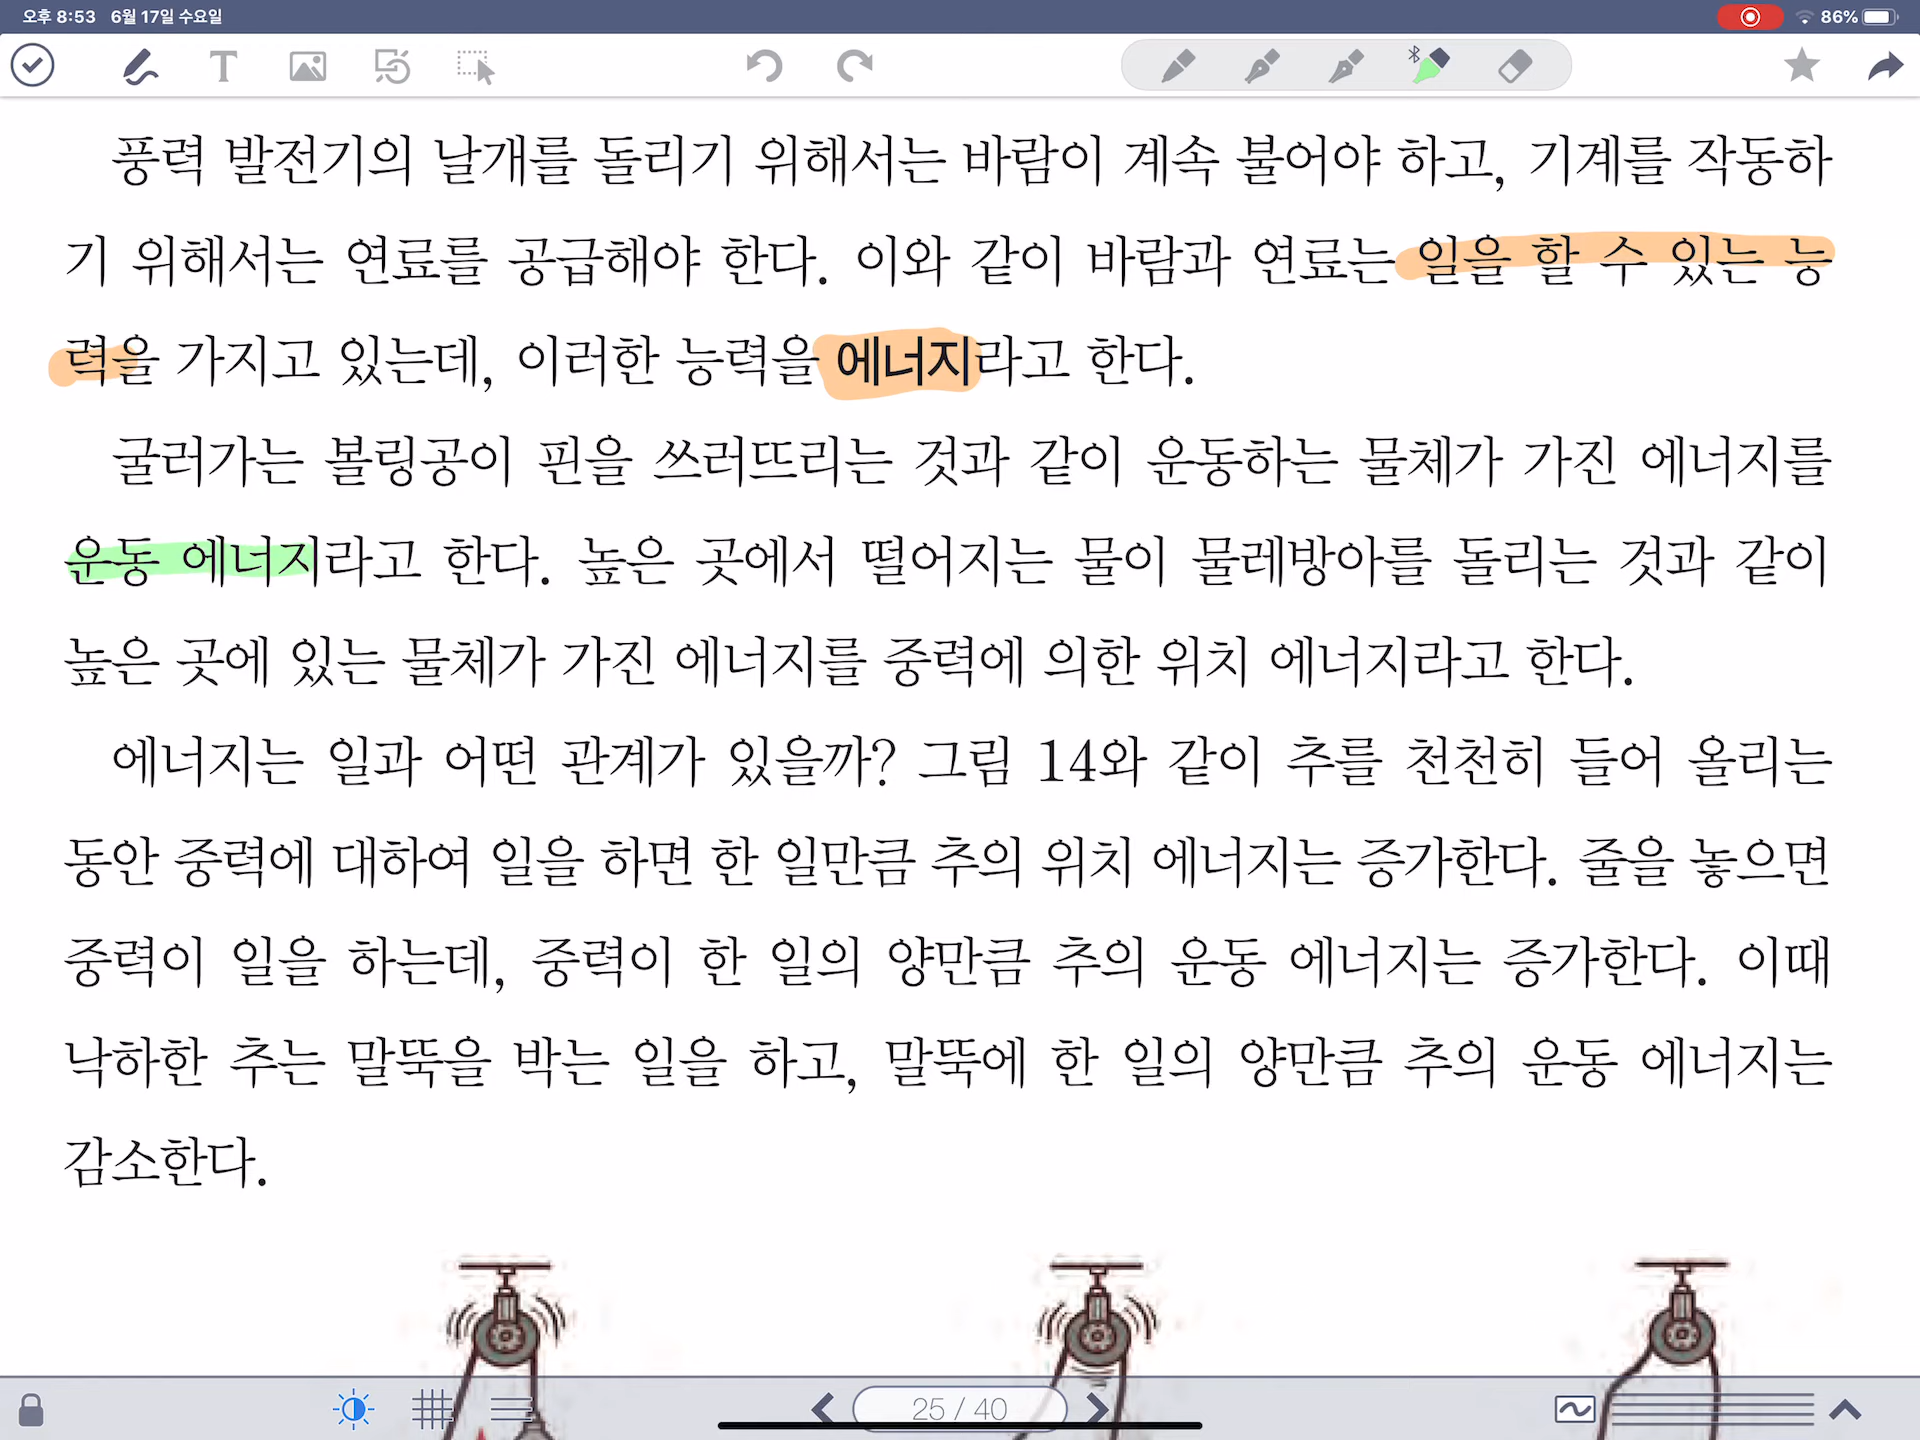 오후 8:53 6월 17일 수요일
86%
T
풍력 발전기의 날개를 돌리기 위해서는 바람이 계속 불어야 하고, 기계를 작동하
기 위해서는 연료를 공급해야 한다. 이와 같이 바람과 연료는 일을 할 수 있는 능
력을 가지고 있는데, 이러한 능력을 에너지라고 한다.
굴러가는 볼링공이 핀을 쓰러뜨리는 것과 같이 운동하는 물체가 가진 에너지를
운동 에너지라고 한다. 높은 곳에서 떨어지는 물이 물레방아를 돌리는 것과 같이
높은 곳에 있는 물체가 가진 에너지를 중력에 의한 위치 에너지라고 한다.
에너지는 일과 어떤 관계가 있을까? 그림 14와 같이 추를 천천히 들어 올리는
동안 중력에 대하여 일을 하면 한 일만큼 추의 위치 에너지는 증가한다. 줄을 놓으면
중력이 일을 하는데, 중력이 한 일의 양만큼 추의 운동 에너지는 증가한다. 이때
낙하한 추는 말뚝을 박는 일을 하고, 말뚝에 한 일의 양만큼 추의 운동 에너지는
감소한다.
25 / 40